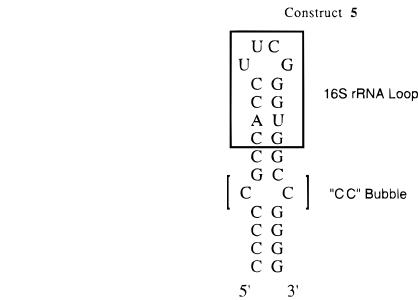 Construct 5
U C
U G
C G
C G
16S rRNA Loop
A U
C G
C G
G C
[ C C ] "CC" Bubble
C G
C G
C G
C G
5' 3'